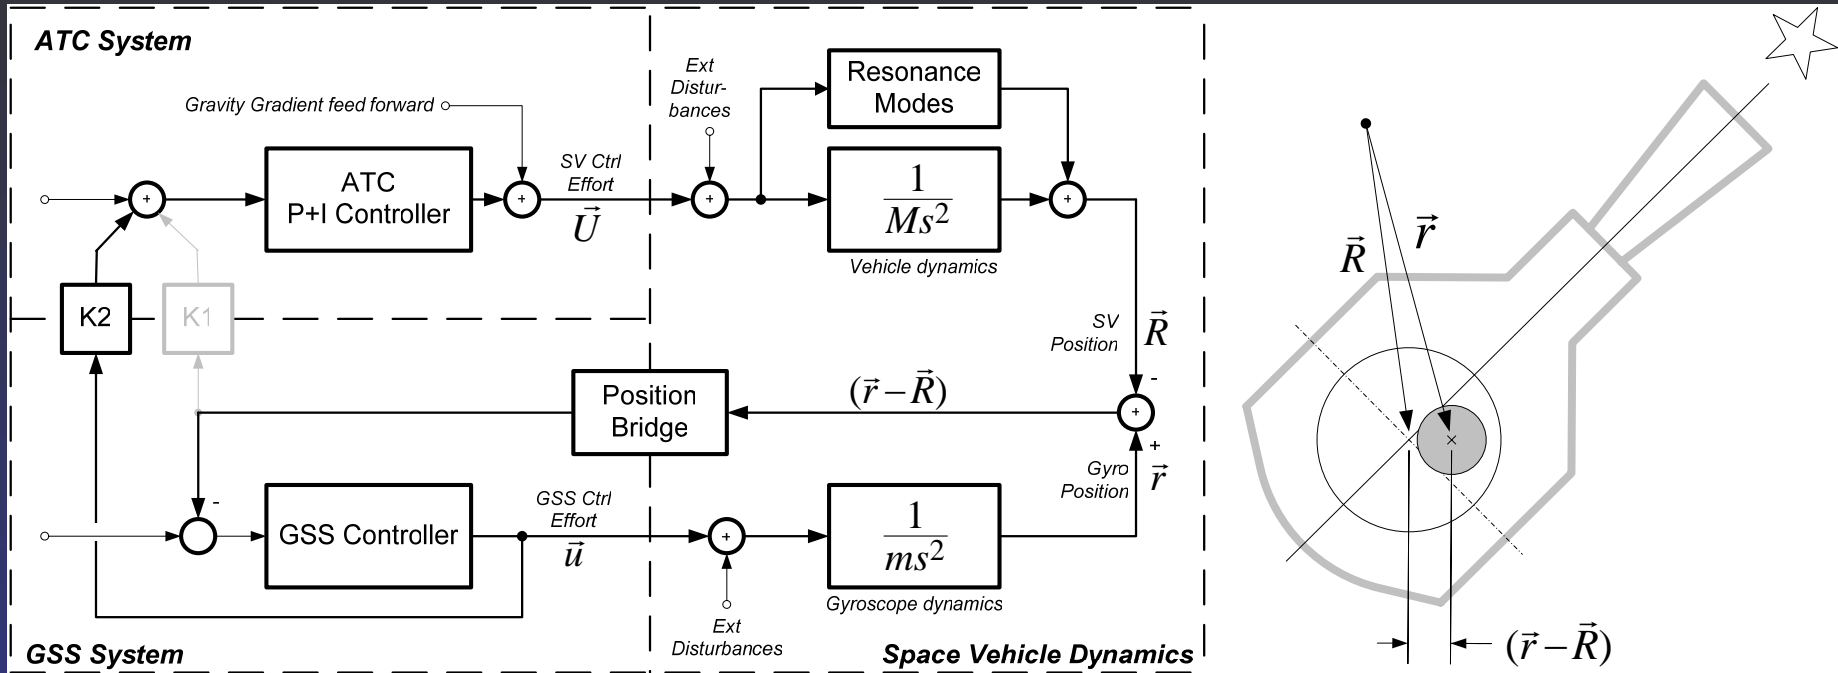 ATC System
Gravity Gradient feed forward
ATC
P+I Controller
SV Ctrl
Effort
U⃗
Ext
Distur-
bances
Resonance
Modes
1
Ms²
Vehicle dynamics
K2
K1
SV
Position
R⃗
-
(r⃗ – R⃗)
Position
Bridge
+
+
+
+
+
Gyro
Position
r⃗
-
GSS Controller
GSS Ctrl
Effort
u⃗
+
1
ms²
Gyroscope dynamics
Ext
Disturbances
GSS System
Space Vehicle Dynamics
R⃗
r⃗
×
(r⃗ – R⃗)